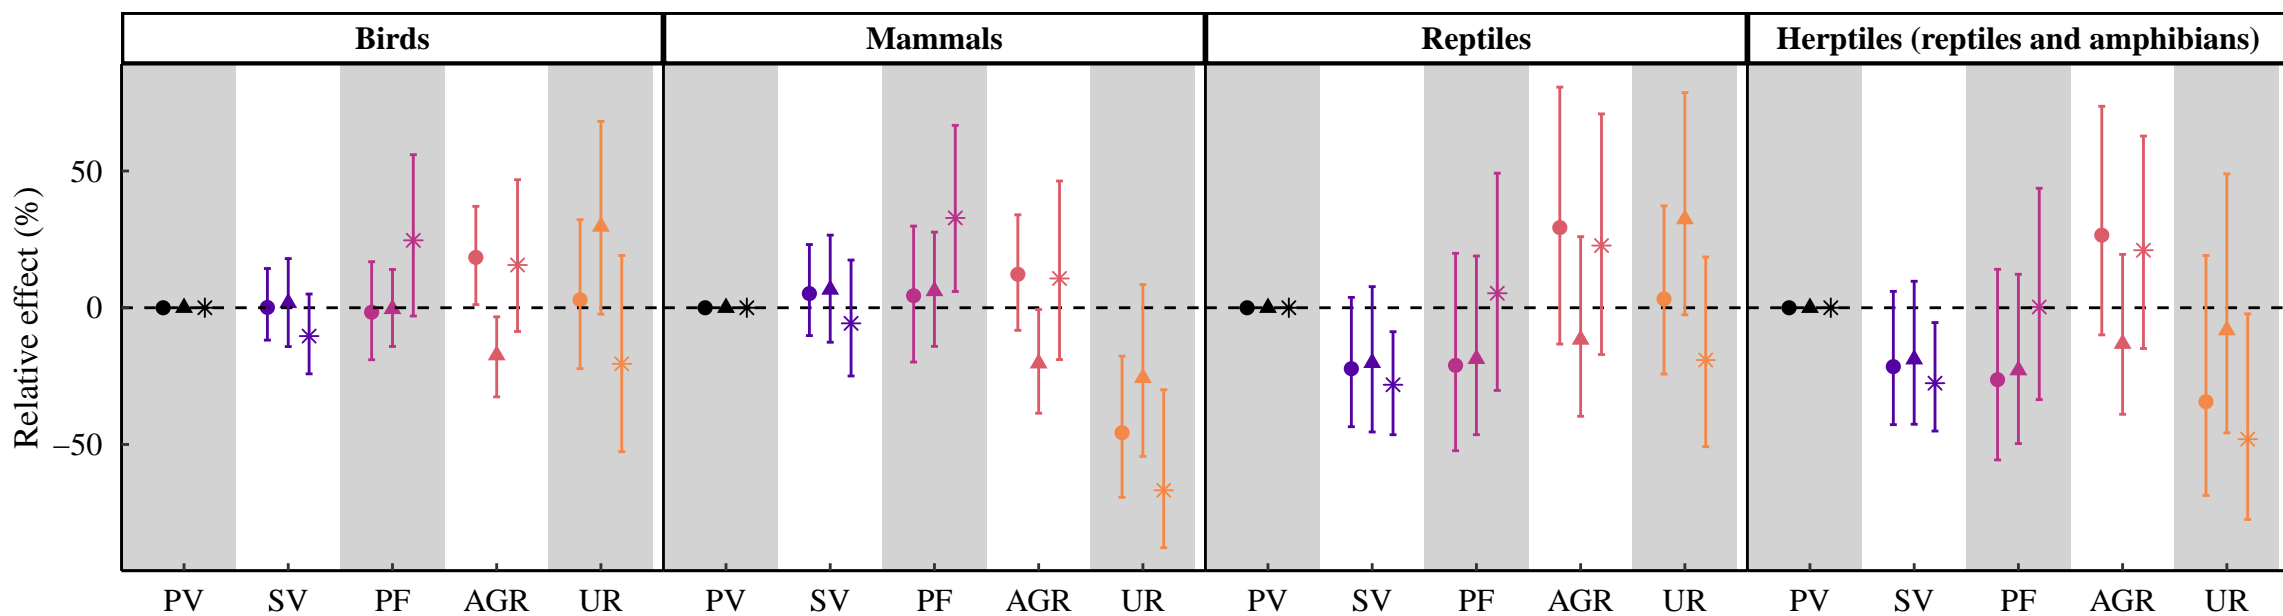 Birds
Mammals
Reptiles
Herptiles (reptiles and amphibians)
Relative effect (%)
50
0
–50
PV SV PF AGR UR PV SV PF AGR UR PV SV PF AGR UR PV SV PF AGR UR